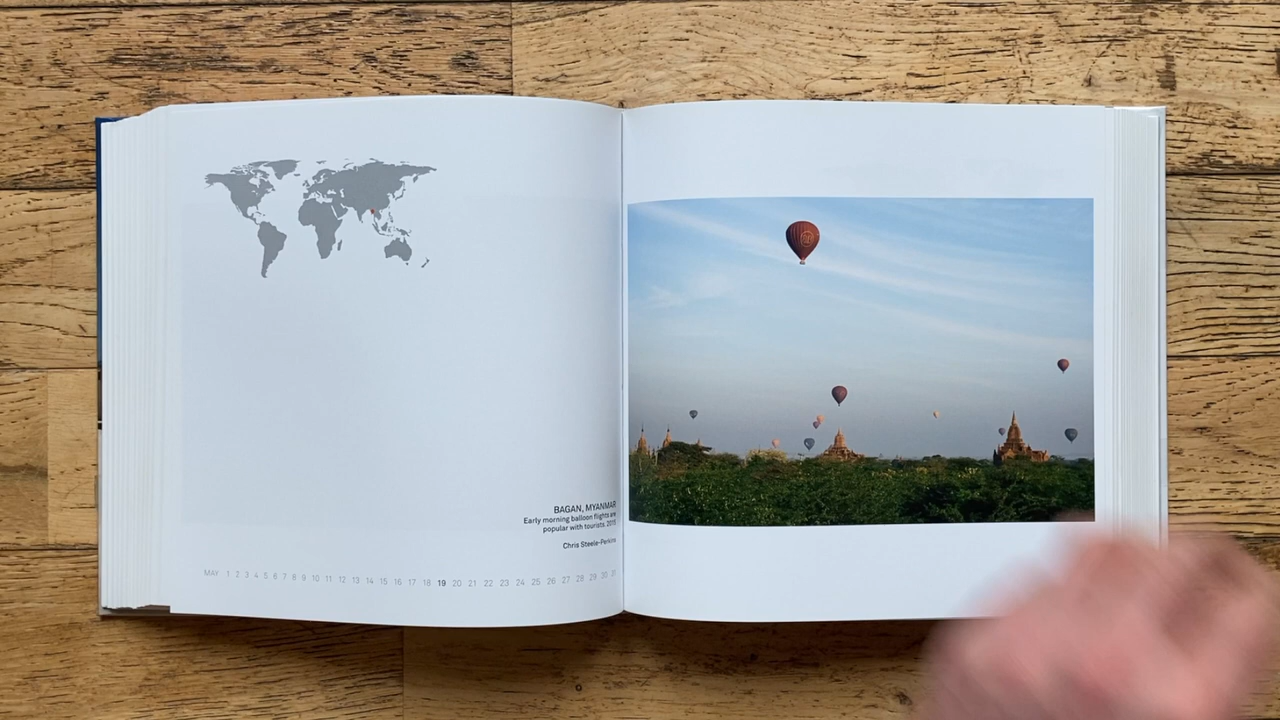 BAGAN, MYANMAR
Early morning balloon flights are
popular with tourists. 2015
Chris Steele-Perkins
MAY 1 2 3 4 5 6 7 8 9 10 11 12 13 14 15 16 17 18 19 20 21 22 23 24 25 26 27 28 29 30 31